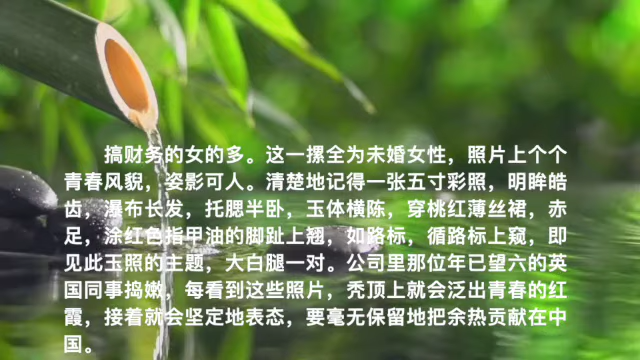 搞财务的女的多。这一摞全为未婚女性，照片上个个
青春风貌，姿影可人。清楚地记得一张五寸彩照，明眸皓
齿，瀑布长发，托腮半卧，玉体横陈，穿桃红薄丝裙，赤
足，涂红色指甲油的脚趾上翘，如路标，循路标上窥，即
见此玉照的主题，大白腿一对。公司里那位年已望六的英
国同事捣嫩，每看到这些照片，秃顶上就会泛出青春的红
霞，接着就会坚定地表态，要毫无保留地把余热贡献在中
国。